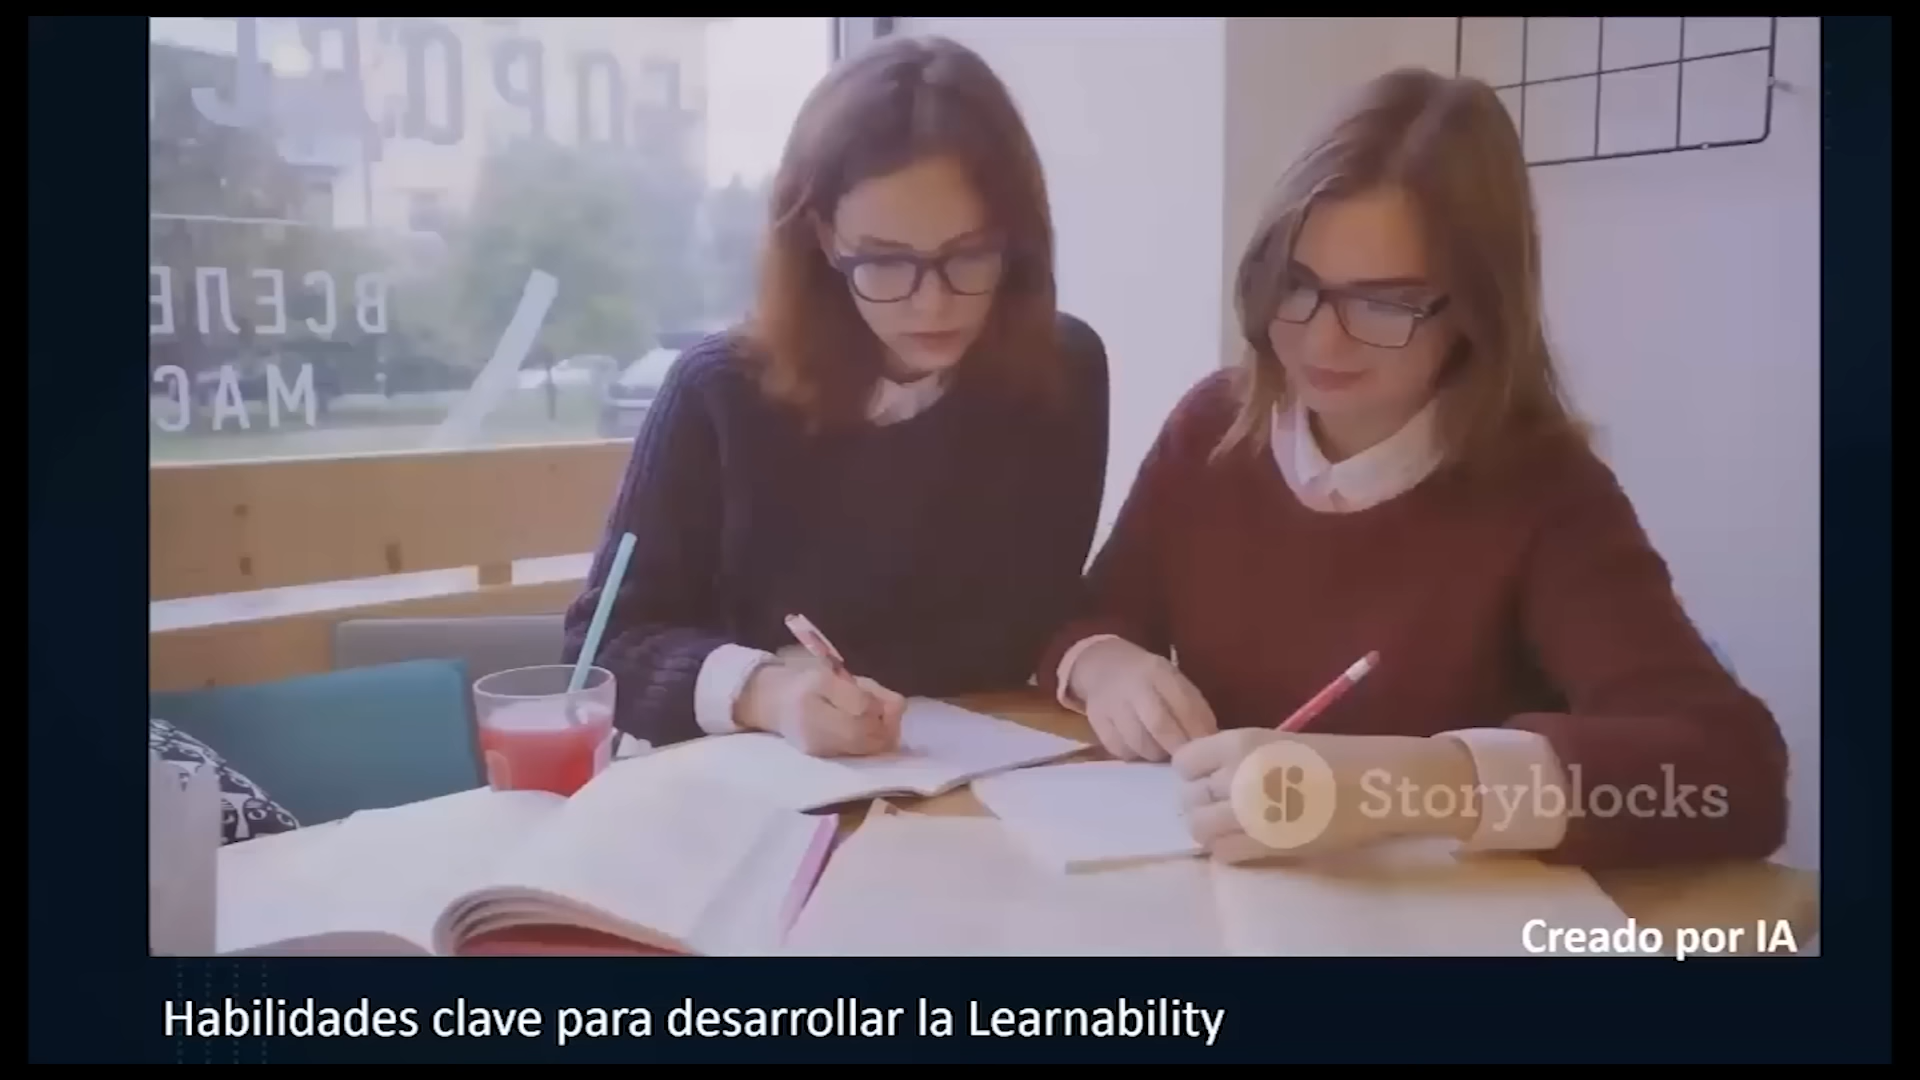 ВСЕЛЕ
МАС
Storyblocks
Creado por IA
Habilidades clave para desarrollar la Learnability